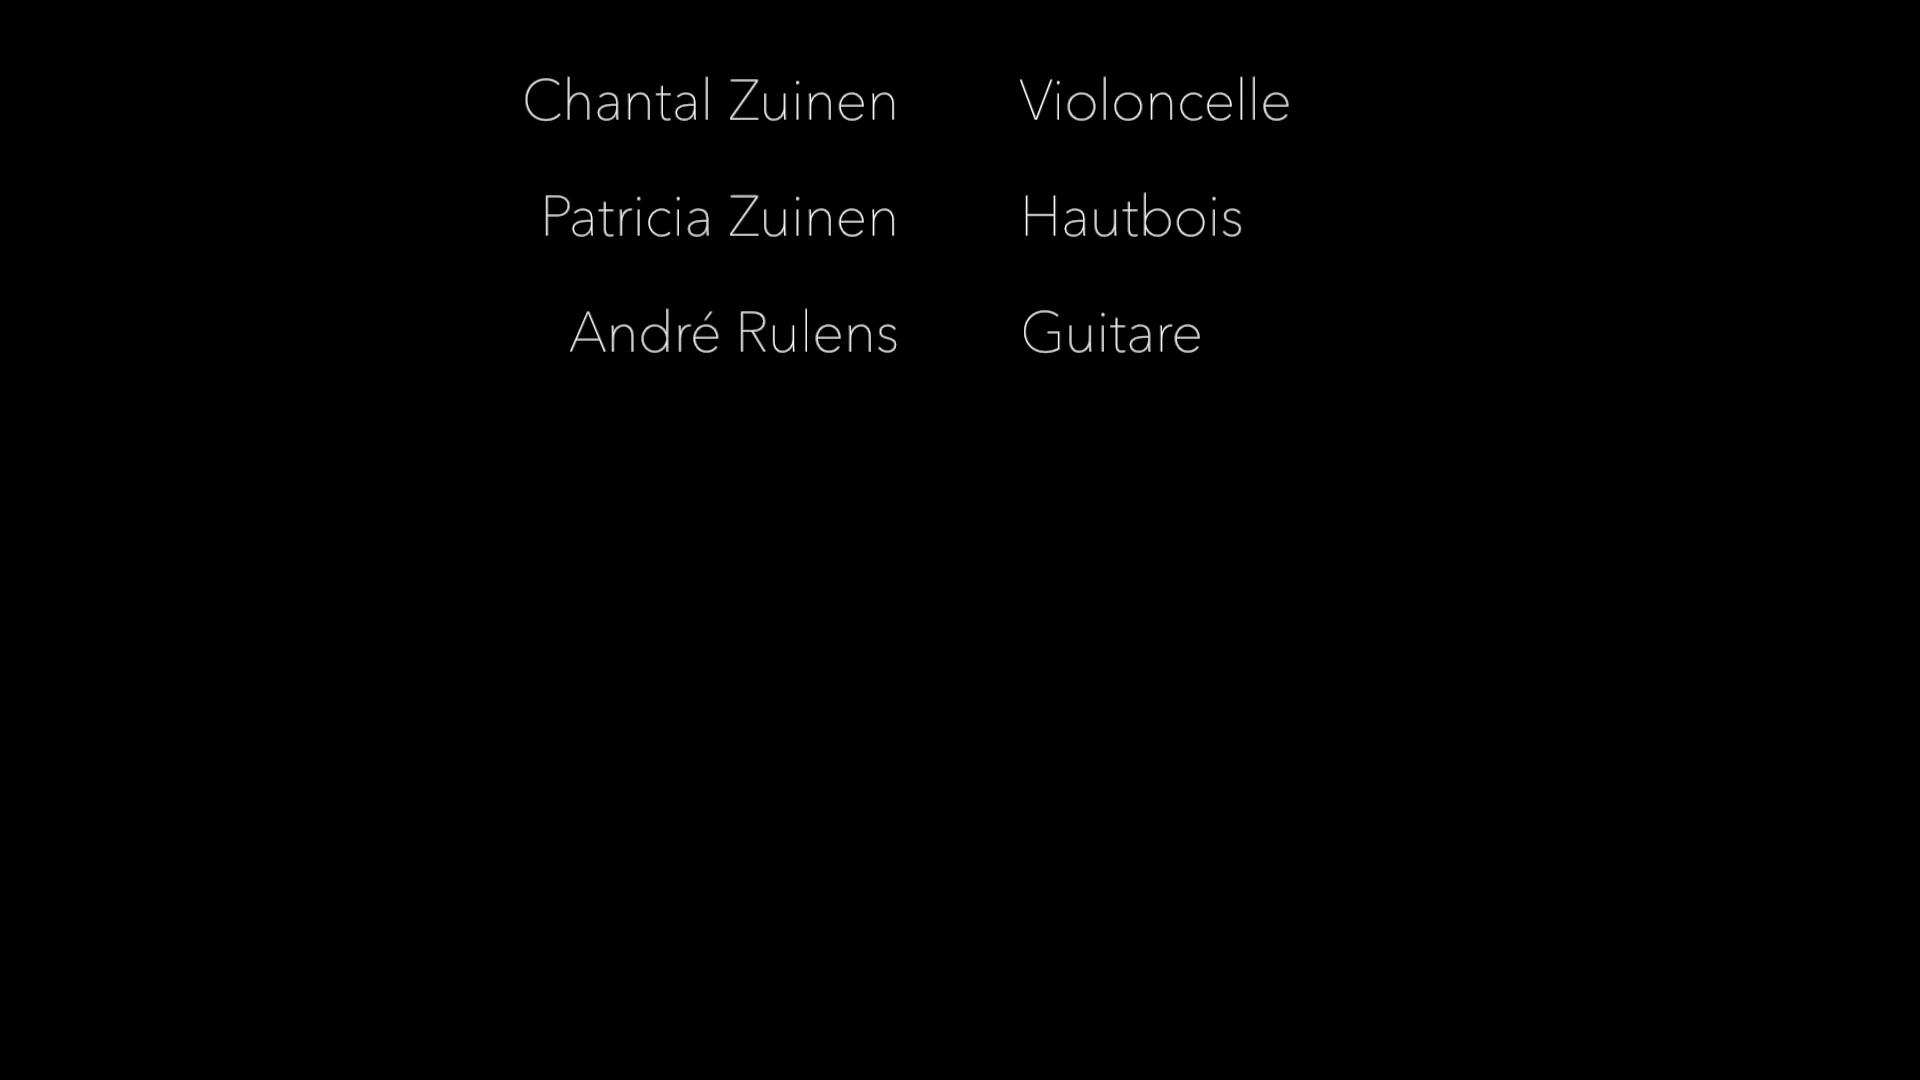 Chantal Zuinen Violoncelle
Patricia Zuinen Hautbois
André Rulens Guitare